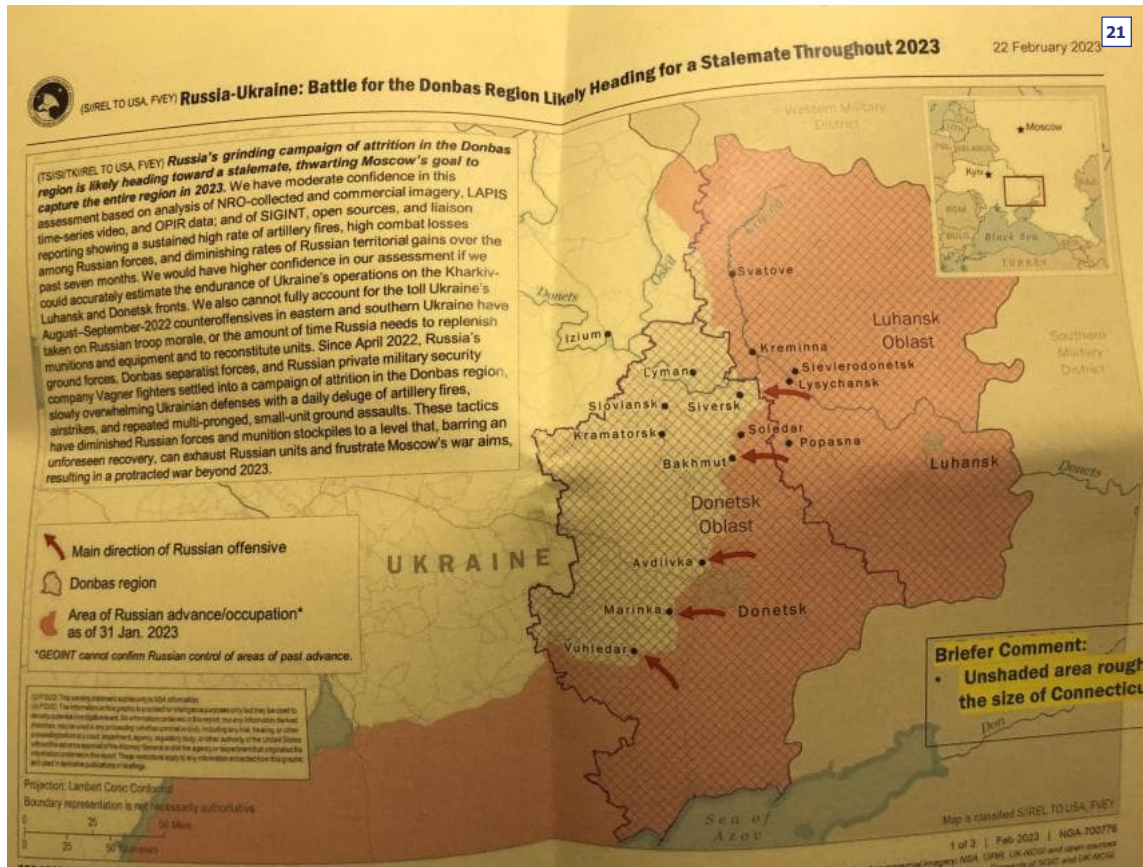 21
22 February 2023
(S//REL TO USA, FVEY) Russia-Ukraine: Battle for the Donbas Region Likely Heading for a Stalemate Throughout 2023
(TS//SI//TK//REL TO USA, FVEY) Russia's grinding campaign of attrition in the Donbas
region is likely heading toward a stalemate, thwarting Moscow's goal to
capture the entire region in 2023. We have moderate confidence in this
assessment based on analysis of NRO-collected and commercial imagery, LAPIS
time-series video, and OPIR data; and of SIGINT, open sources, and liaison
reporting showing a sustained high rate of artillery fires, high combat losses
among Russian forces, and diminishing rates of Russian territorial gains over the
past seven months. We would have higher confidence in our assessment if we
could accurately estimate the endurance of Ukraine's operations on the Kharkiv-
Luhansk and Donetsk fronts. We also cannot fully account for the toll Ukraine's
August–September-2022 counteroffensives in eastern and southern Ukraine have
taken on Russian troop morale, or the amount of time Russia needs to replenish
munitions and equipment and to reconstitute units. Since April 2022, Russia's
ground forces, Donbas separatist forces, and Russian private military security
company Vagner fighters settled into a campaign of attrition in the Donbas region,
slowly overwhelming Ukrainian defenses with a daily deluge of artillery fires,
airstrikes, and repeated multi-pronged, small-unit ground assaults. These tactics
have diminished Russian forces and munition stockpiles to a level that, barring an
unforeseen recovery, can exhaust Russian units and frustrate Moscow's war aims,
resulting in a protracted war beyond 2023.
Western Military
District
Moscow
POL.
BELARUS
Kyiv
ROM.
BULG.
Black Sea
TURKEY
Oskil
Donets
Svatove
Izium
Luhansk
Oblast
Southern
Military
District
Kreminna
Sievierodonetsk
Lyman
Lysychansk
Sloviansk
Siversk
Kramatorsk
Soledar
Popasna
Bakhmut
Luhansk
Donets
Donetsk
Oblast
UKRAINE
Avdiivka
Marinka
Donetsk
Vuhledar
Main direction of Russian offensive
Donbas region
Area of Russian advance/occupation*
as of 31 Jan. 2023
*GEOINT cannot confirm Russian control of areas of past advance.
Briefer Comment:
• Unshaded area rough
the size of Connecticu
Don
Sea of
Azov
Projection: Lambert Conic Conformal
Boundary representation is not necessarily authoritative
0 25 50 Miles
0 25 50 Kilometers
Map is classified S//REL TO USA, FVEY
1 of 3 | Feb 2023 | NGA-700776